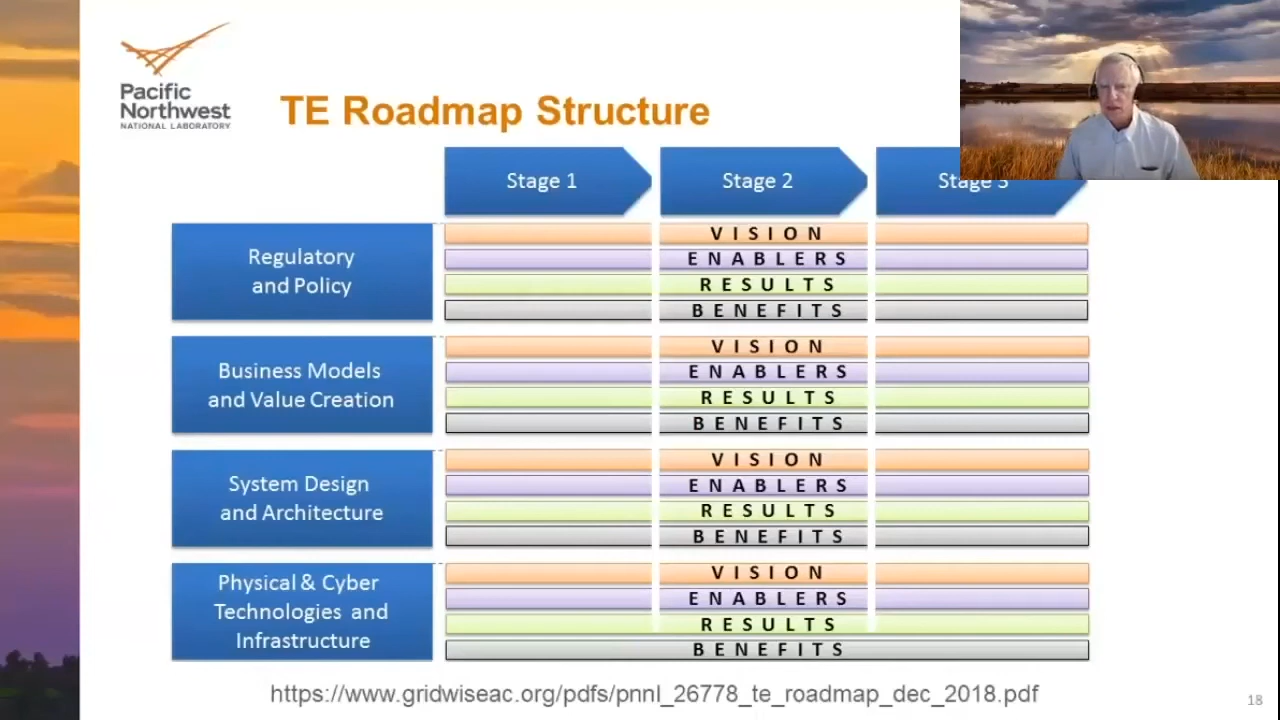 Pacific
Northwest
NATIONAL LABORATORY
TE Roadmap Structure
Stage 1
Stage 2
Stage 3
Regulatory
and Policy
VISION
ENABLERS
RESULTS
BENEFITS
Business Models
and Value Creation
VISION
ENABLERS
RESULTS
BENEFITS
System Design
and Architecture
VISION
ENABLERS
RESULTS
BENEFITS
Physical & Cyber
Technologies and
Infrastructure
VISION
ENABLERS
RESULTS
BENEFITS
https://www.gridwiseac.org/pdfs/pnnl_26778_te_roadmap_dec_2018.pdf
18